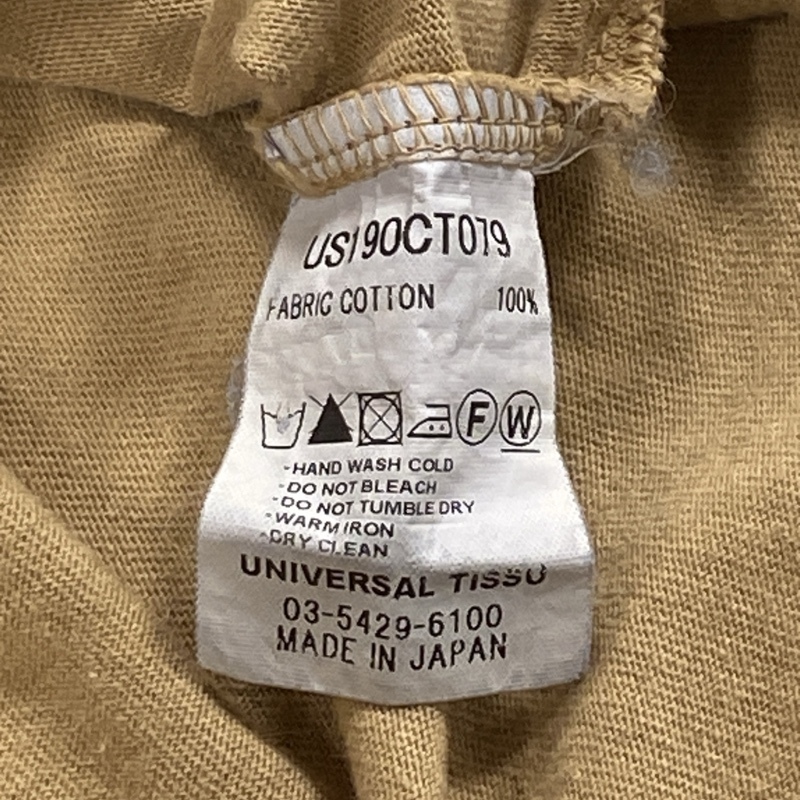 US190CT079
FABRIC COTTON 100%
F W
-HAND WASH COLD
-DO NOT BLEACH
-DO NOT TUMBLE DRY
-WARM IRON
-DRY CLEAN
UNIVERSAL TISSU
03-5429-6100
MADE IN JAPAN